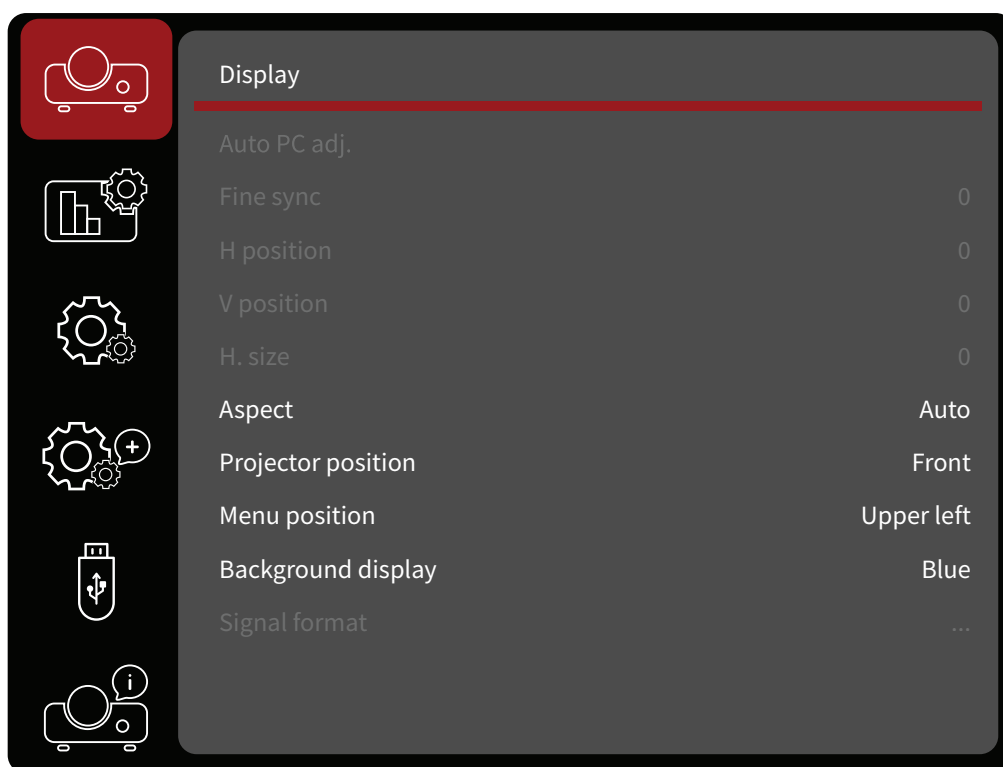 Display
Auto PC adj.
Fine sync 0
H position 0
V position 0
H. size 0
Aspect Auto
Projector position Front
Menu position Upper left
Background display Blue
Signal format ...